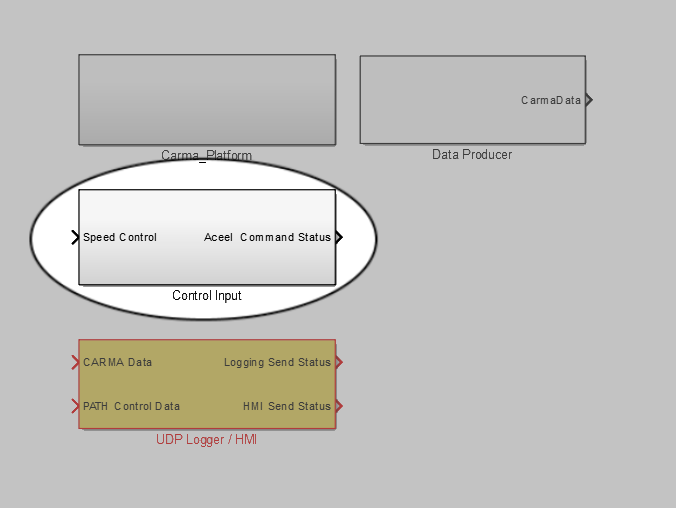 CarmaData
Carma_Platform
Data Producer
Speed Control
Aceel Command Status
Control Input
CARMA Data
Logging Send Status
PATH Control Data
HMI Send Status
UDP Logger / HMI